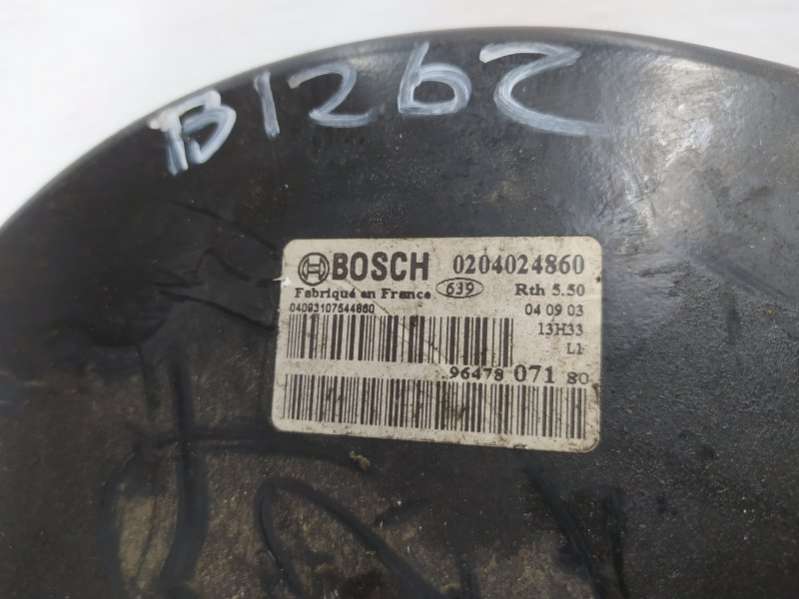 B1262
BOSCH 0204024860
Fabriqué en France 639 Rth 5.50
04093107544860 04 09 03
13H33
L1
96478 071 80